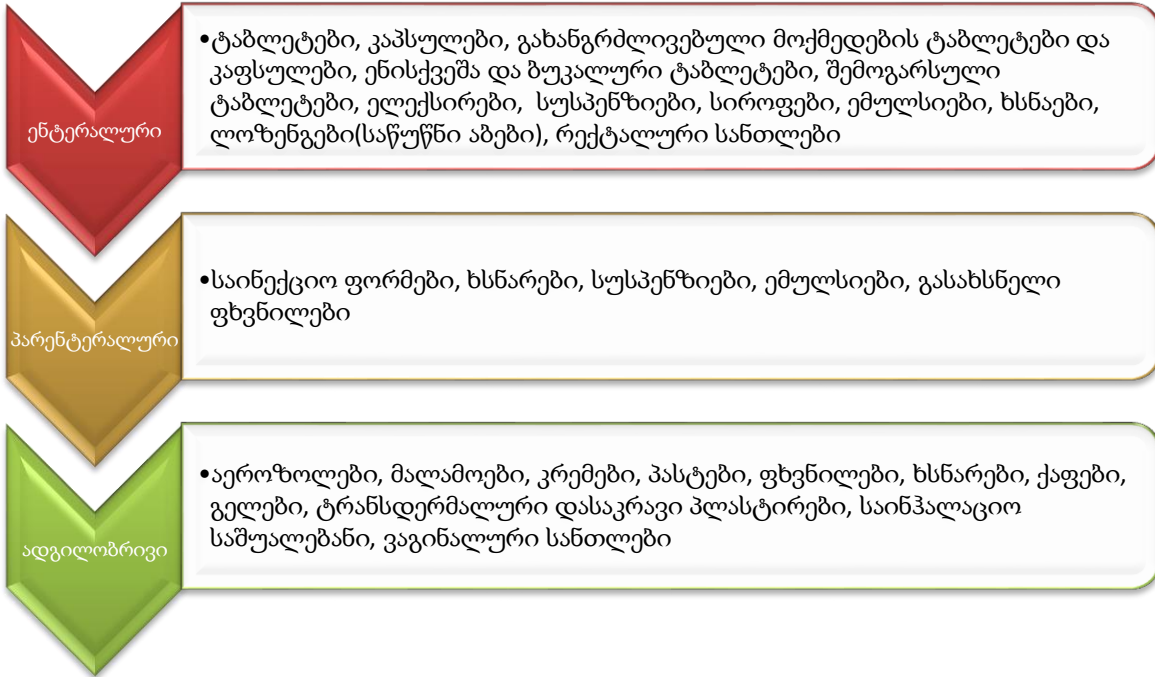 ენტერალური
•ტაბლეტები, კაპსულები, გახანგრძლივებული მოქმედების ტაბლეტები და
კაფსულები, ენისქვეშა და ბუკალური ტაბლეტები, შემოგარსული
ტაბლეტები, ელექსირები, სუსპენზიები, სიროფები, ემულსიები, ხსნაები,
ლოზენგები(საწუწნი აბები), რექტალური სანთლები
პარენტერალური
•საინექციო ფორმები, ხსნარები, სუსპენზიები, ემულსიები, გასახსნელი
ფხვნილები
ადგილობრივი
•აეროზოლები, მალამოები, კრემები, პასტები, ფხვნილები, ხსნარები, ქაფები,
გელები, ტრანსდერმალური დასაკრავი პლასტირები, საინჰალაციო
საშუალებანი, ვაგინალური სანთლები